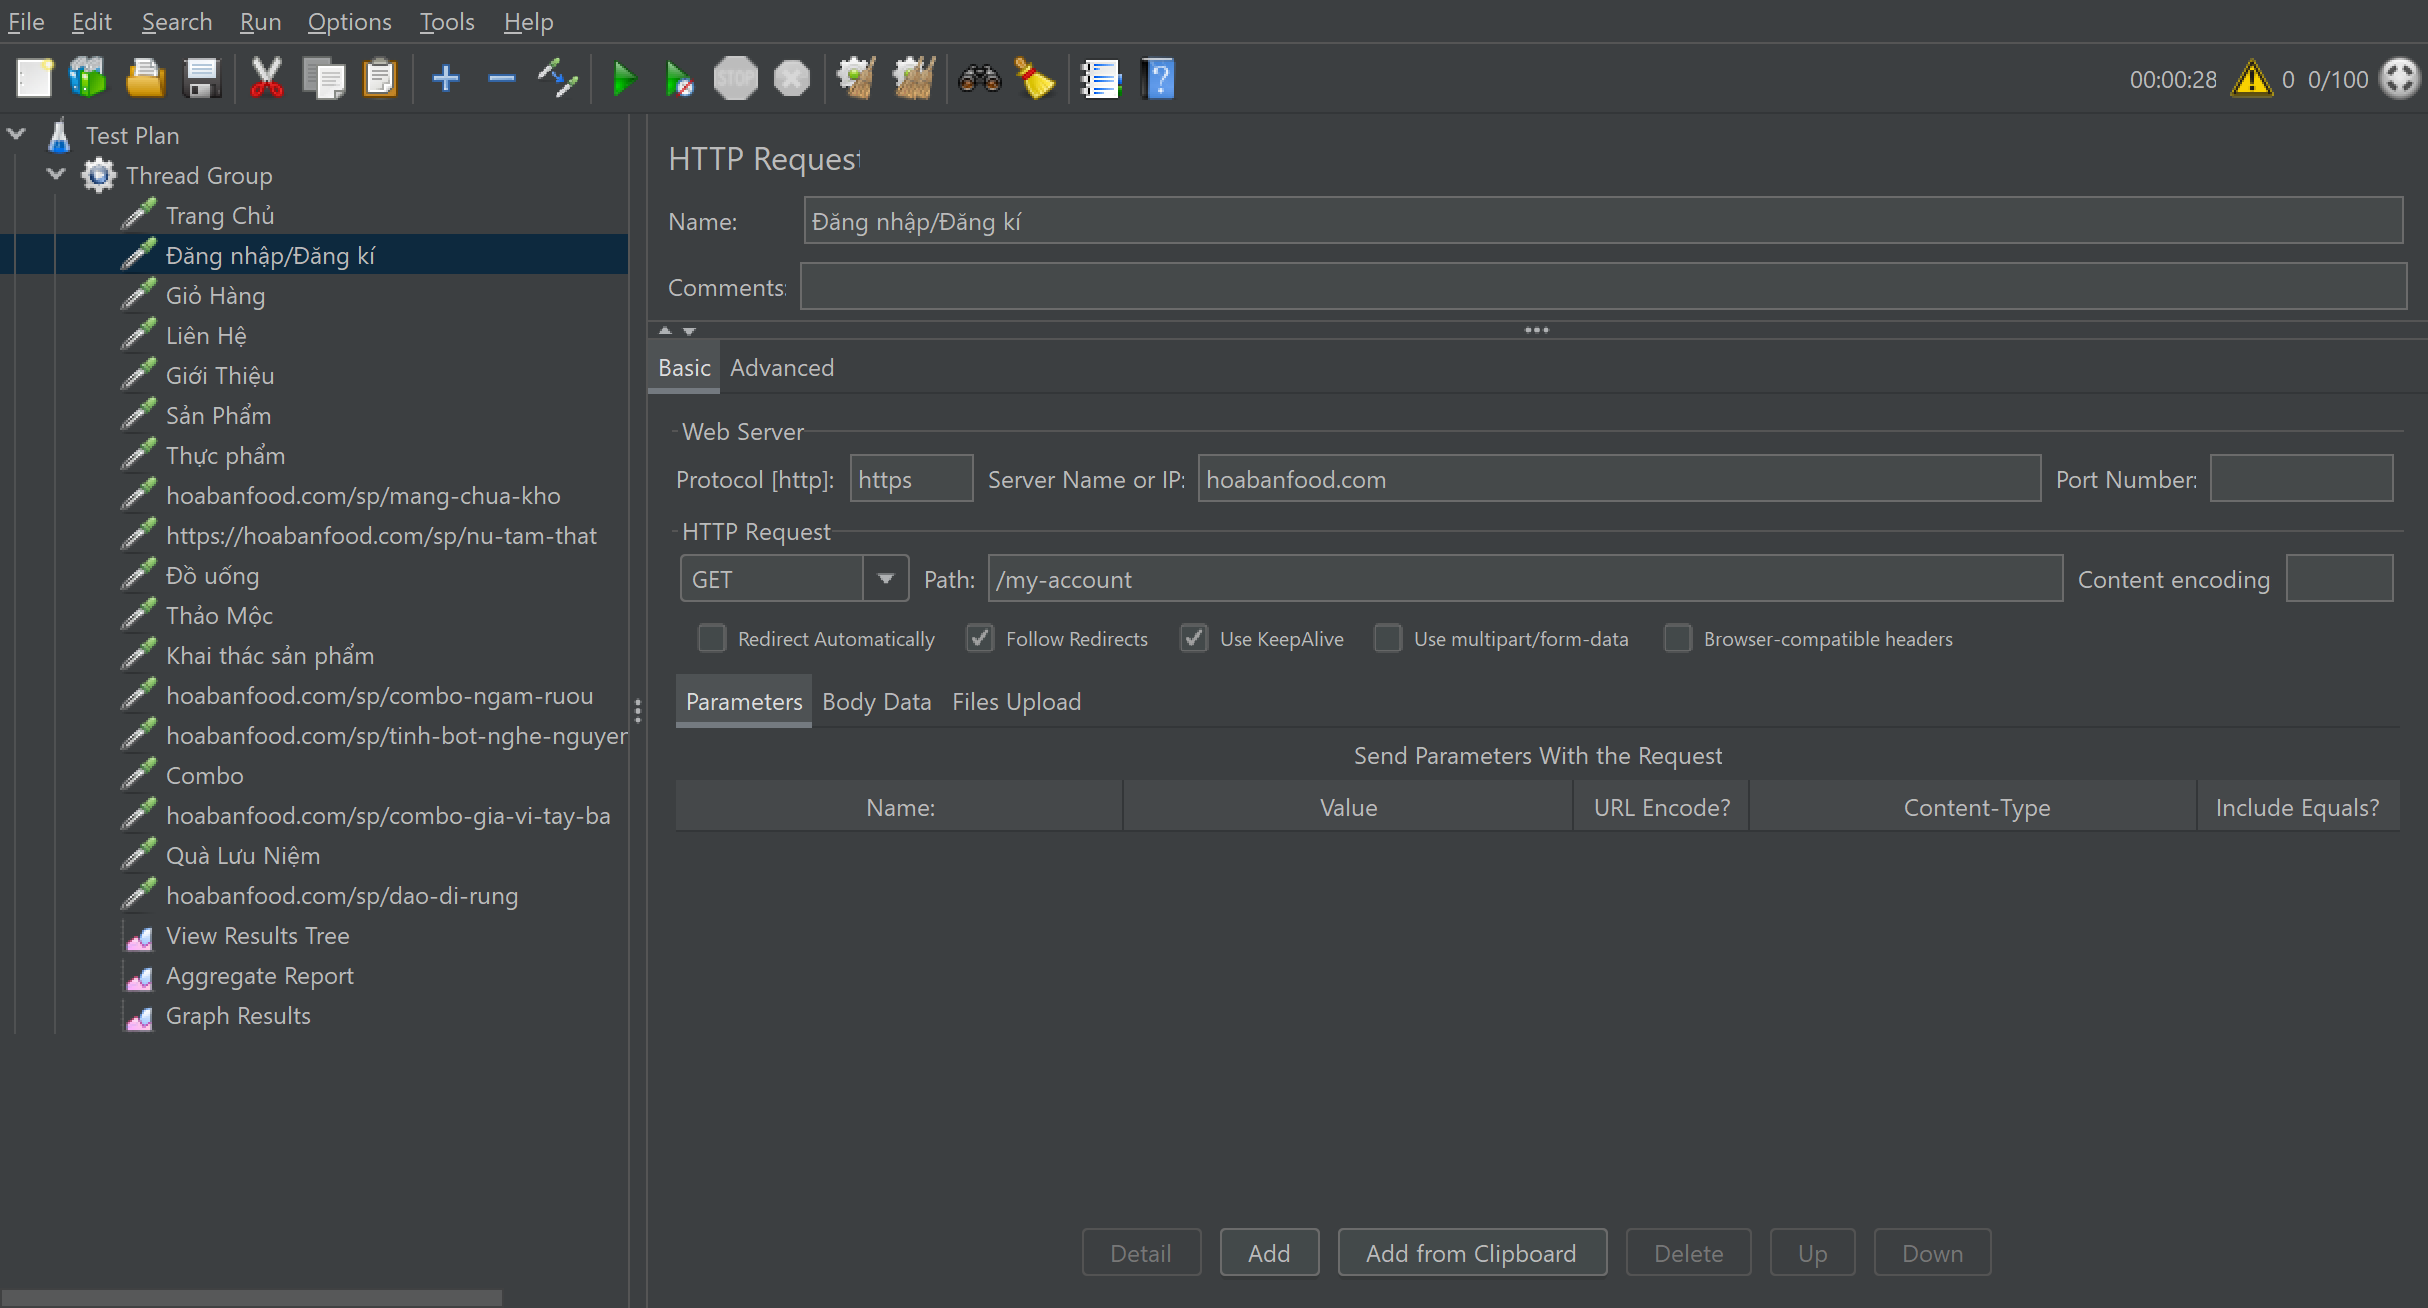 File Edit Search Run Options Tools Help
STOP 00:00:28 0 0/100
Test Plan
Thread Group
Trang Chủ
Đăng nhập/Đăng kí
Giỏ Hàng
Liên Hệ
Giới Thiệu
Sản Phẩm
Thực phẩm
hoabanfood.com/sp/mang-chua-kho
https://hoabanfood.com/sp/nu-tam-that
Đồ uống
Thảo Mộc
Khai thác sản phẩm
hoabanfood.com/sp/combo-ngam-ruou
hoabanfood.com/sp/tinh-bot-nghe-nguyer
Combo
hoabanfood.com/sp/combo-gia-vi-tay-ba
Quà Lưu Niệm
hoabanfood.com/sp/dao-di-rung
View Results Tree
Aggregate Report
Graph Results
HTTP Request
Name: Đăng nhập/Đăng kí
Comments:
Basic Advanced
Web Server
Protocol [http]: https Server Name or IP: hoabanfood.com Port Number:
HTTP Request
GET Path: /my-account Content encoding
Redirect Automatically Follow Redirects Use KeepAlive Use multipart/form-data Browser-compatible headers
Parameters Body Data Files Upload
Send Parameters With the Request
Name: Value URL Encode? Content-Type Include Equals?
Detail Add Add from Clipboard Delete Up Down